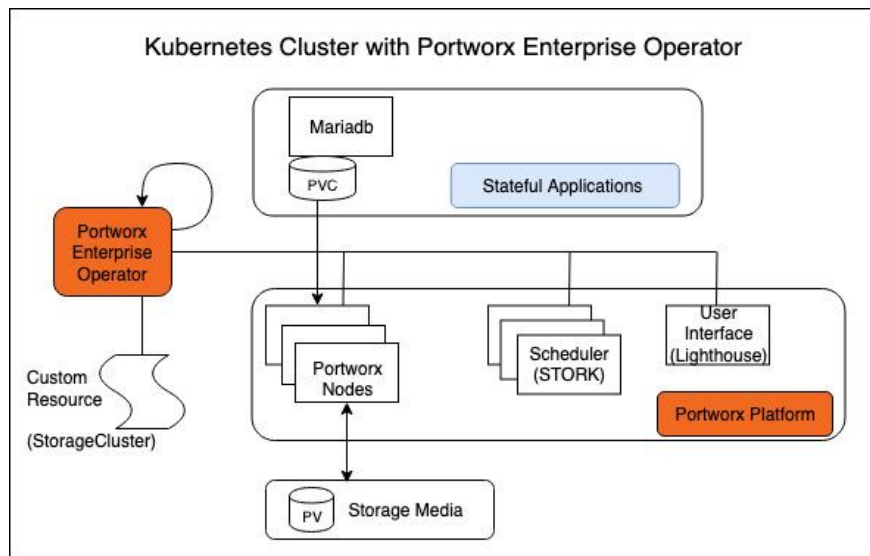 Kubernetes Cluster with Portworx Enterprise Operator
Mariadb
PVC
Stateful Applications
Portworx
Enterprise
Operator
Custom
Resource
(StorageCluster)
Portworx
Nodes
Scheduler
(STORK)
User
Interface
(Lighthouse)
Portworx Platform
PV
Storage Media